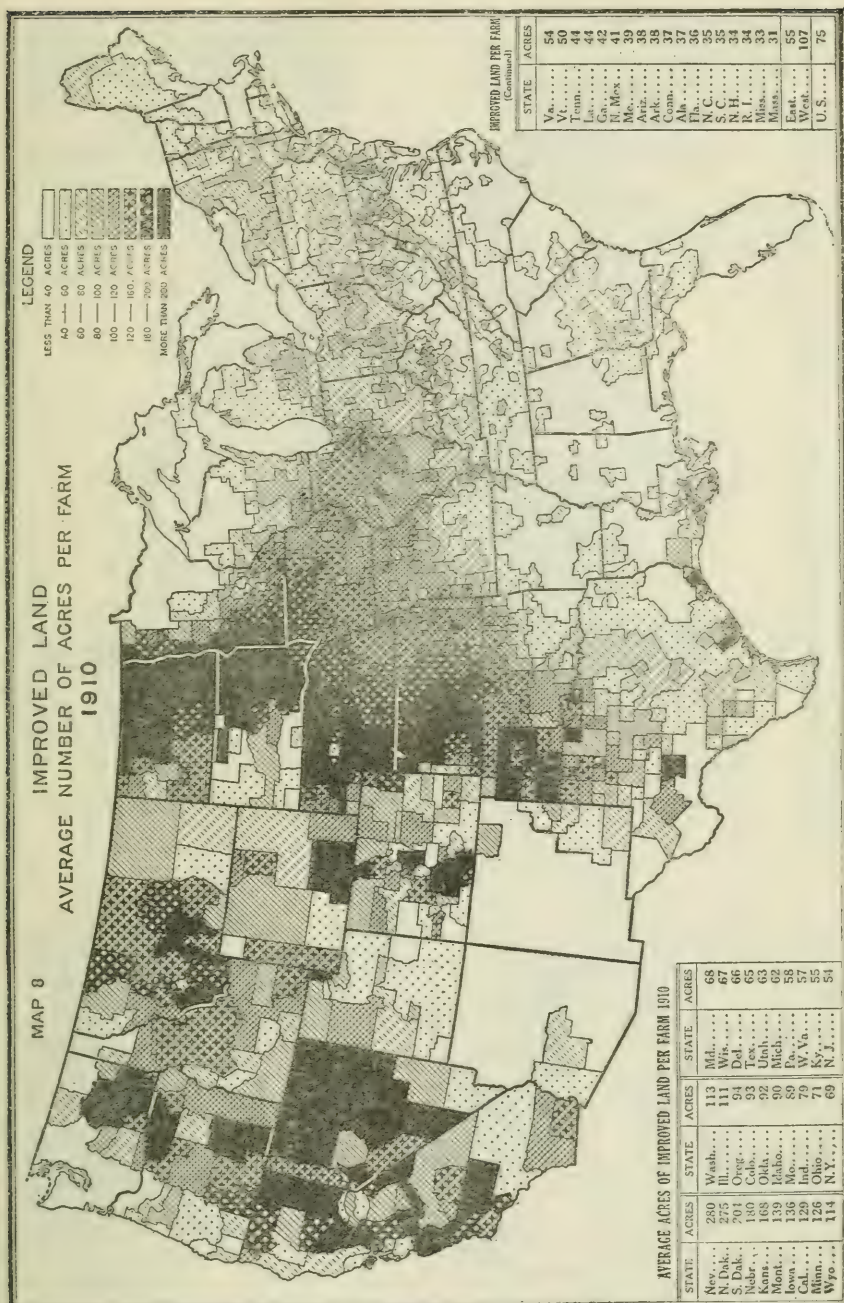 MAP 8
IMPROVED LAND
AVERAGE NUMBER OF ACRES PER FARM
1910
LEGEND
LESS THAN 40 ACRES
40 — 60 ACRES
60 — 80 ACRES
80 — 100 ACRES
100 — 120 ACRES
120 — 160 ACRES
160 — 200 ACRES
MORE THAN 200 ACRES
AVERAGE ACRES OF IMPROVED LAND PER FARM 1910
STATE ACRES STATE ACRES STATE ACRES
Nev.... 280 Wash.... 113 Md..... 68
N. Dak.. 275 Ill....... 111 Wis..... 67
S. Dak.. 201 Oreg.... 94 Del..... 66
Nebr... 180 Colo.... 93 Tex..... 65
Kans... 168 Okla.... 92 Utah.... 63
Mont... 139 Idaho... 90 Mich.... 62
Iowa... 136 Mo..... 89 Pa...... 58
Cal.... 129 Ind..... 79 W. Va... 57
Minn... 126 Ohio.... 71 Ky..... 55
Wyo... 114 N.Y..... 69 N. J..... 54
IMPROVED LAND PER FARM
(Continued)
STATE ACRES
Va...... 54
Vt...... 50
Tenn.... 44
La...... 44
Ga...... 42
N. Mex.. 41
Me...... 39
Ariz..... 38
Ark..... 38
Conn.... 37
Ala..... 37
Fla...... 36
N. C..... 35
S. C..... 35
N. H.... 34
R. I..... 34
Miss.... 33
Mass.... 31
East..... 55
West.... 107
U. S..... 75